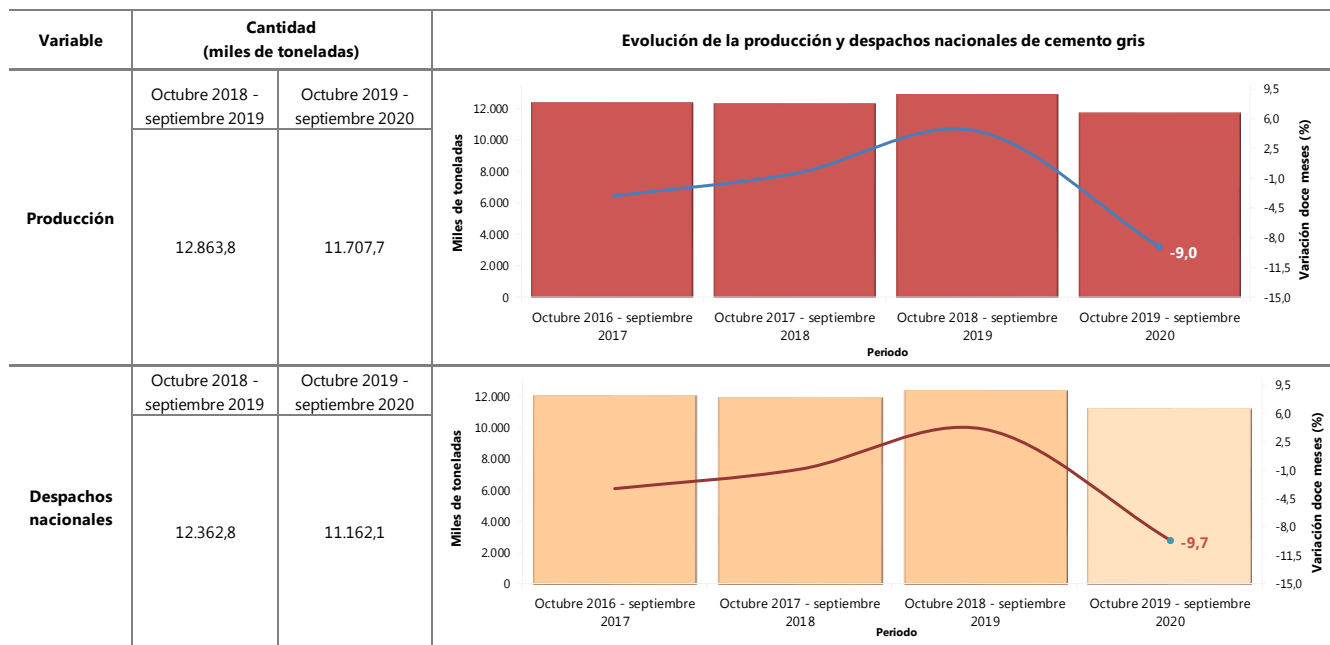 Variable
Cantidad
(miles de toneladas)
Evolución de la producción y despachos nacionales de cemento gris
Producción
Octubre 2018 -
septiembre 2019
Octubre 2019 -
septiembre 2020
12.863,8
11.707,7
Miles de toneladas
12.000
10.000
8.000
6.000
4.000
2.000
0
-9,0
9,5
6,0
2,5
-1,0
-4,5
-8,0
-11,5
-15,0
Variación doce meses (%)
Octubre 2016 - septiembre
2017
Octubre 2017 - septiembre
2018
Octubre 2018 - septiembre
2019
Octubre 2019 - septiembre
2020
Periodo
Despachos
nacionales
Octubre 2018 -
septiembre 2019
Octubre 2019 -
septiembre 2020
12.362,8
11.162,1
Miles de toneladas
12.000
10.000
8.000
6.000
4.000
2.000
0
-9,7
9,5
6,0
2,5
-1,0
-4,5
-8,0
-11,5
-15,0
Variación doce meses (%)
Octubre 2016 - septiembre
2017
Octubre 2017 - septiembre
2018
Octubre 2018 - septiembre
2019
Octubre 2019 - septiembre
2020
Periodo